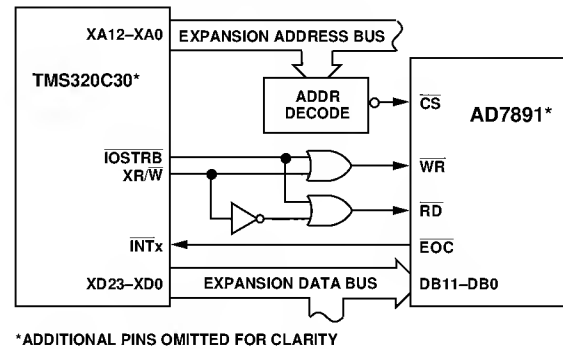 XA12–XA0
EXPANSION ADDRESS BUS
TMS320C30*
ADDR
DECODE
CS
AD7891*
IOSTRB
XR/W
WR
RD
INTx
EOC
XD23–XD0
EXPANSION DATA BUS
DB11–DB0
*ADDITIONAL PINS OMITTED FOR CLARITY